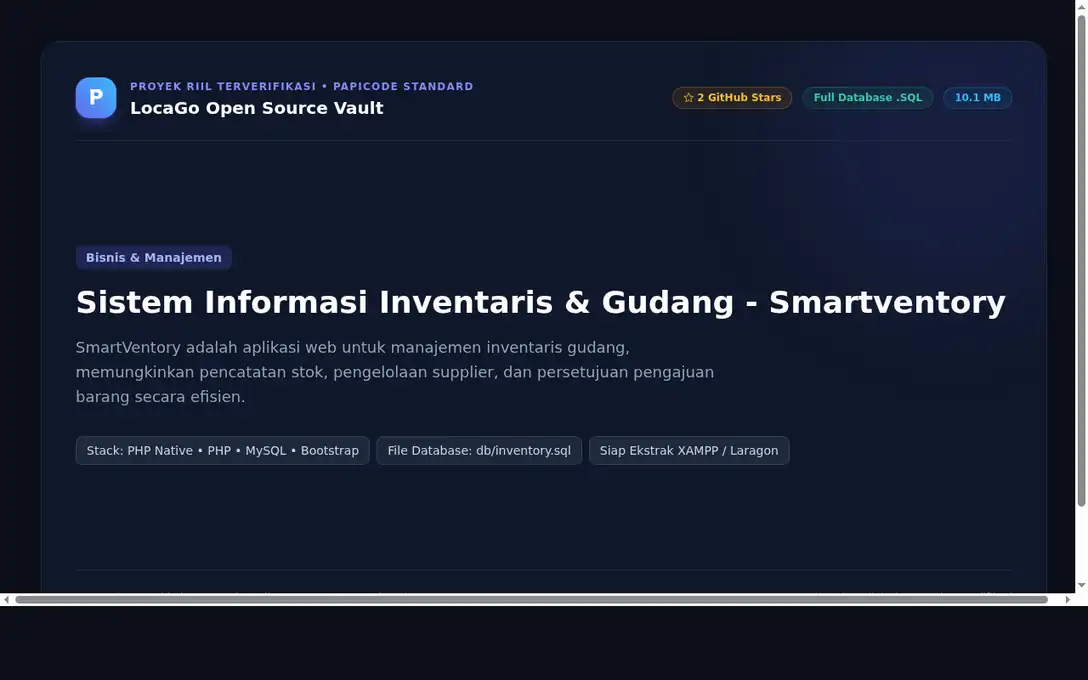 P
PROYEK RIIL TERVERIFIKASI • PAPICODE STANDARD
LocaGo Open Source Vault
☆ 2 GitHub Stars
Full Database .SQL
10.1 MB
Bisnis & Manajemen
Sistem Informasi Inventaris & Gudang - Smartventory
SmartVentory adalah aplikasi web untuk manajemen inventaris gudang,
memungkinkan pencatatan stok, pengelolaan supplier, dan persetujuan pengajuan
barang secara efisien.
Stack: PHP Native • PHP • MySQL • Bootstrap
File Database: db/inventory.sql
Siap Ekstrak XAMPP / Laragon